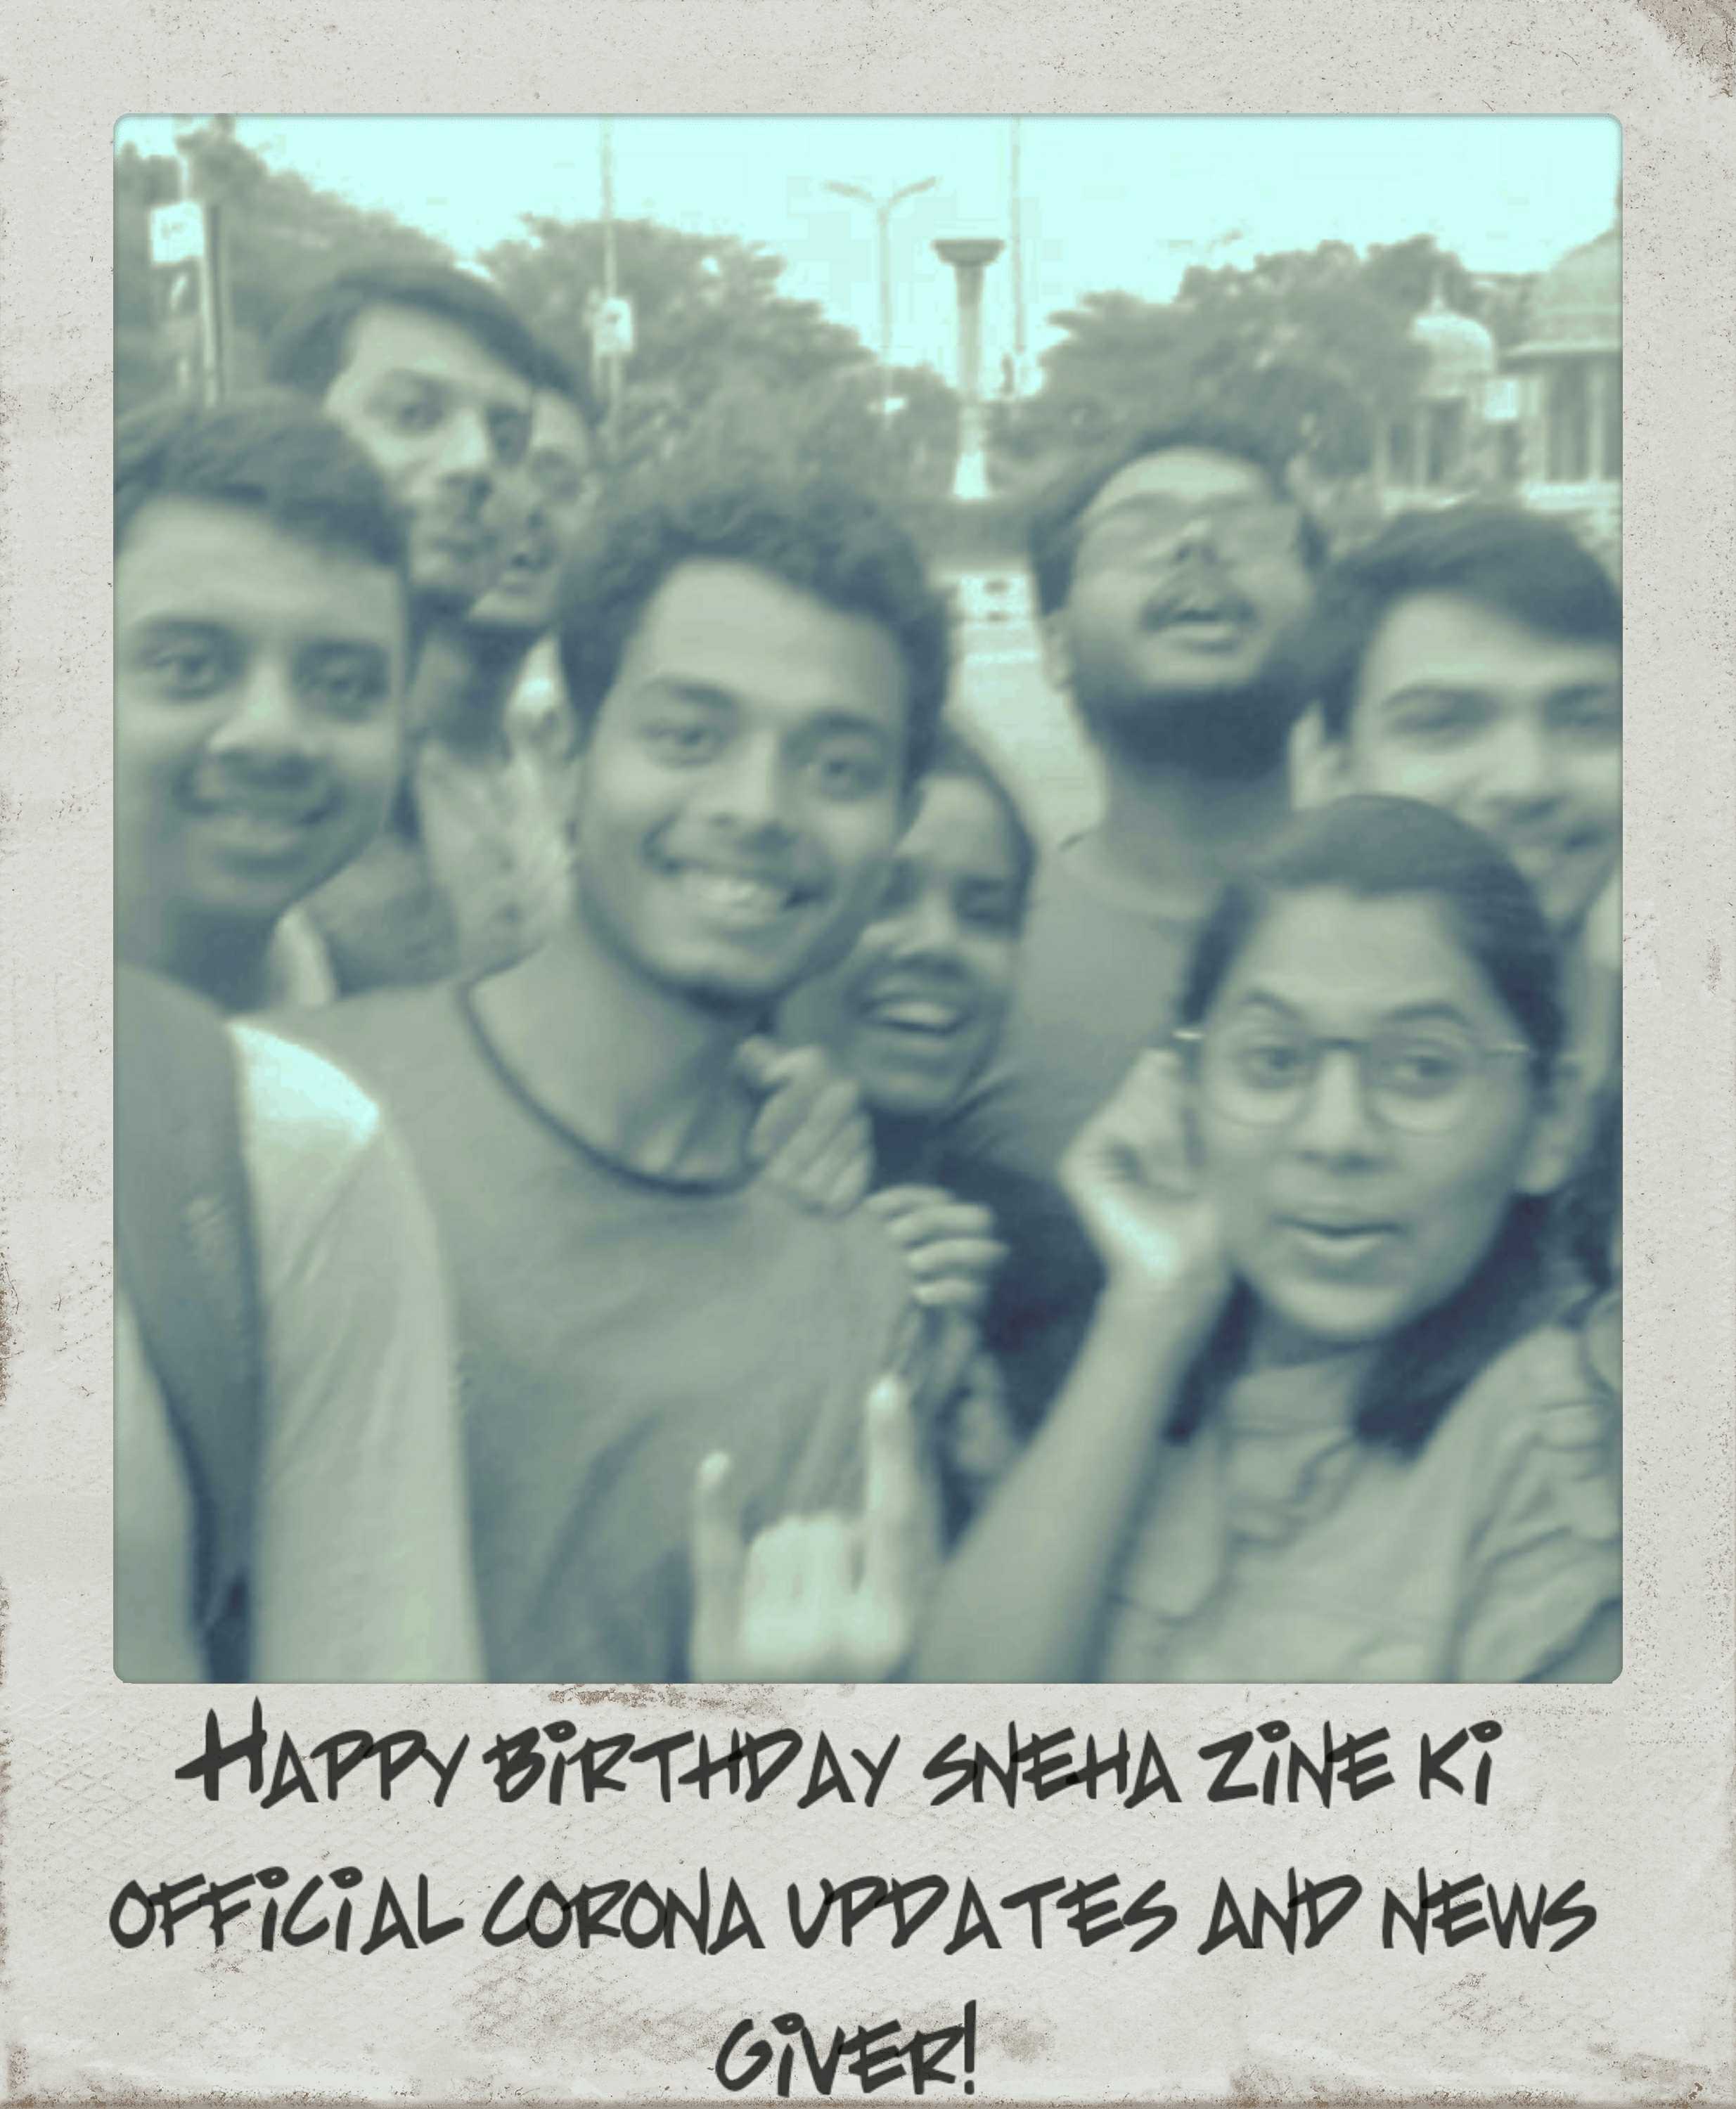 HAPPY BIRTHDAY SNEHA ZINE KI
OFFICIAL CORONA UPDATES AND NEWS
GIVER!